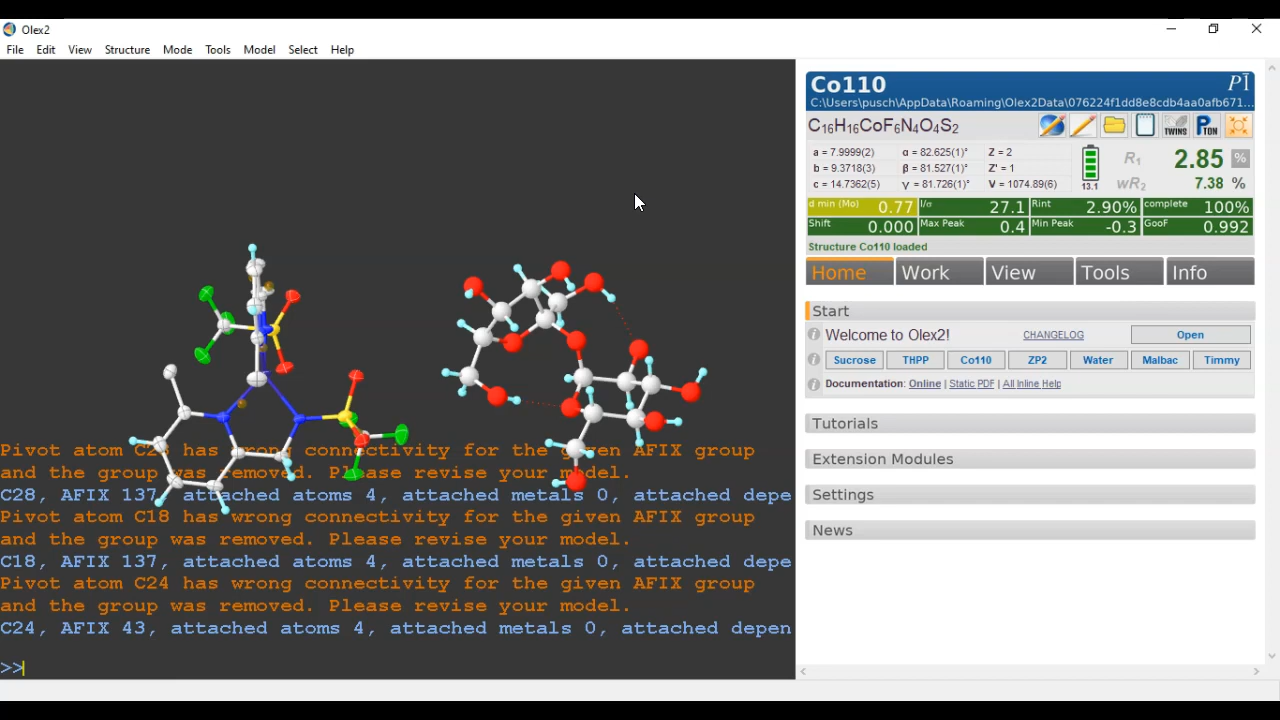 Olex2
File Edit View Structure Mode Tools Model Select Help
Co110 P1̅
C:\Users\pusch\AppData\Roaming\Olex2Data\076224f1dd8e8cdb4aa0afb671...
C₁₆H₁₆CoF₆N₄O₄S₂ TWINS PTON
a = 7.9999(2) α = 82.625(1)° Z = 2
b = 9.3718(3) β = 81.527(1)° Z' = 1
c = 14.7362(5) γ = 81.726(1)° V = 1074.89(6)
13.1
R₁ 2.85 %
wR₂ 7.38 %
d min (Mo) 0.77 I/σ 27.1 Rint 2.90% complete 100%
Shift 0.000 Max Peak 0.4 Min Peak -0.3 GooF 0.992
Structure Co110 loaded
Home Work View Tools Info
Start
Welcome to Olex2! CHANGELOG Open
Sucrose THPP Co110 ZP2 Water Malbac Timmy
Documentation: Online | Static PDF | All Inline Help
Tutorials
Extension Modules
Settings
News
Pivot atom C23 has wrong connectivity for the given AFIX group
and the group was removed. Please revise your model.
C28, AFIX 137, attached atoms 4, attached metals 0, attached depe
Pivot atom C18 has wrong connectivity for the given AFIX group
and the group was removed. Please revise your model.
C18, AFIX 137, attached atoms 4, attached metals 0, attached depe
Pivot atom C24 has wrong connectivity for the given AFIX group
and the group was removed. Please revise your model.
C24, AFIX 43, attached atoms 4, attached metals 0, attached depen
>>